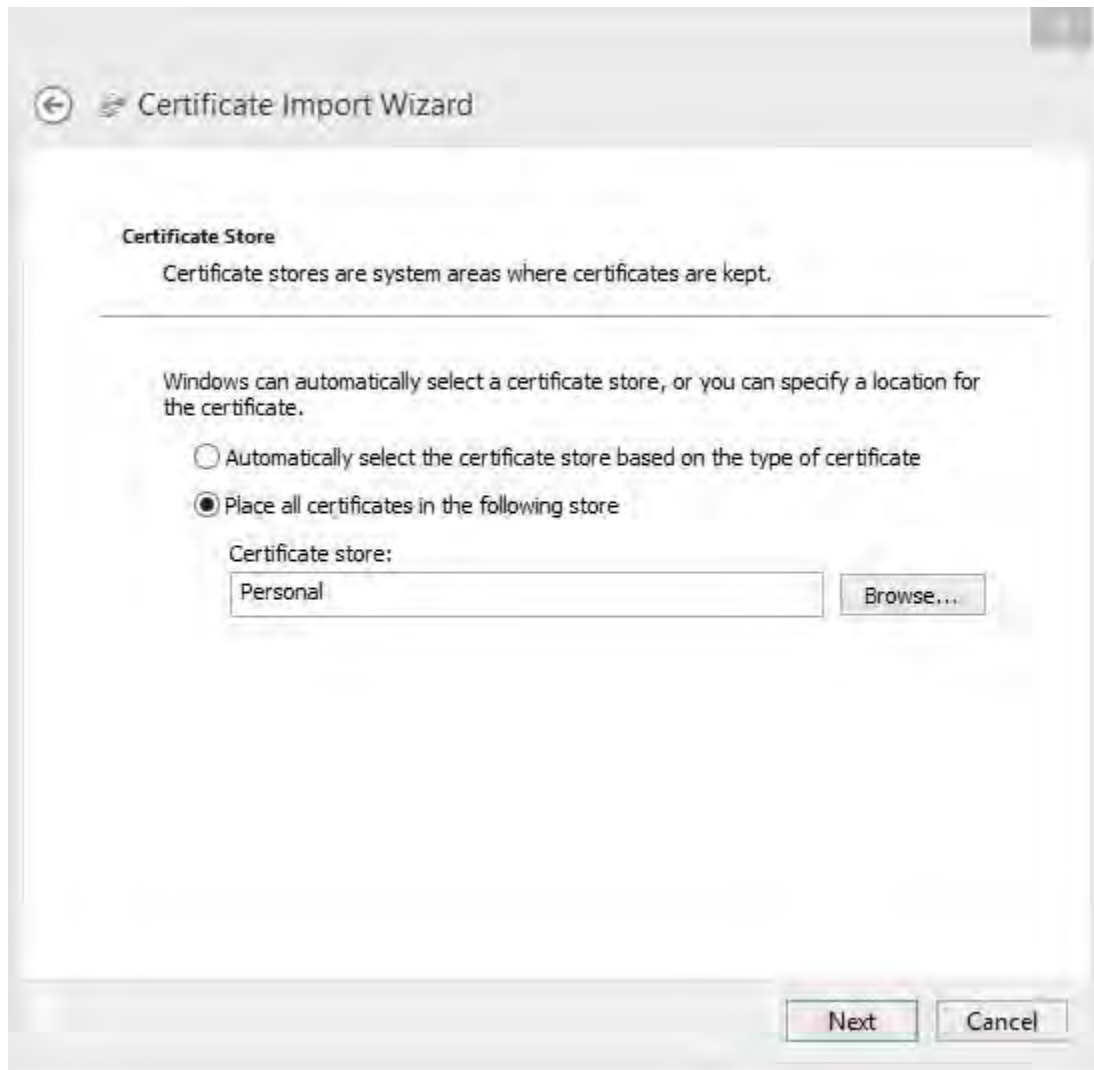 Certificate Import Wizard
Certificate Store
Certificate stores are system areas where certificates are kept.
Windows can automatically select a certificate store, or you can specify a location for
the certificate.
Automatically select the certificate store based on the type of certificate
Place all certificates in the following store
Certificate store:
Personal
Browse...
Next
Cancel